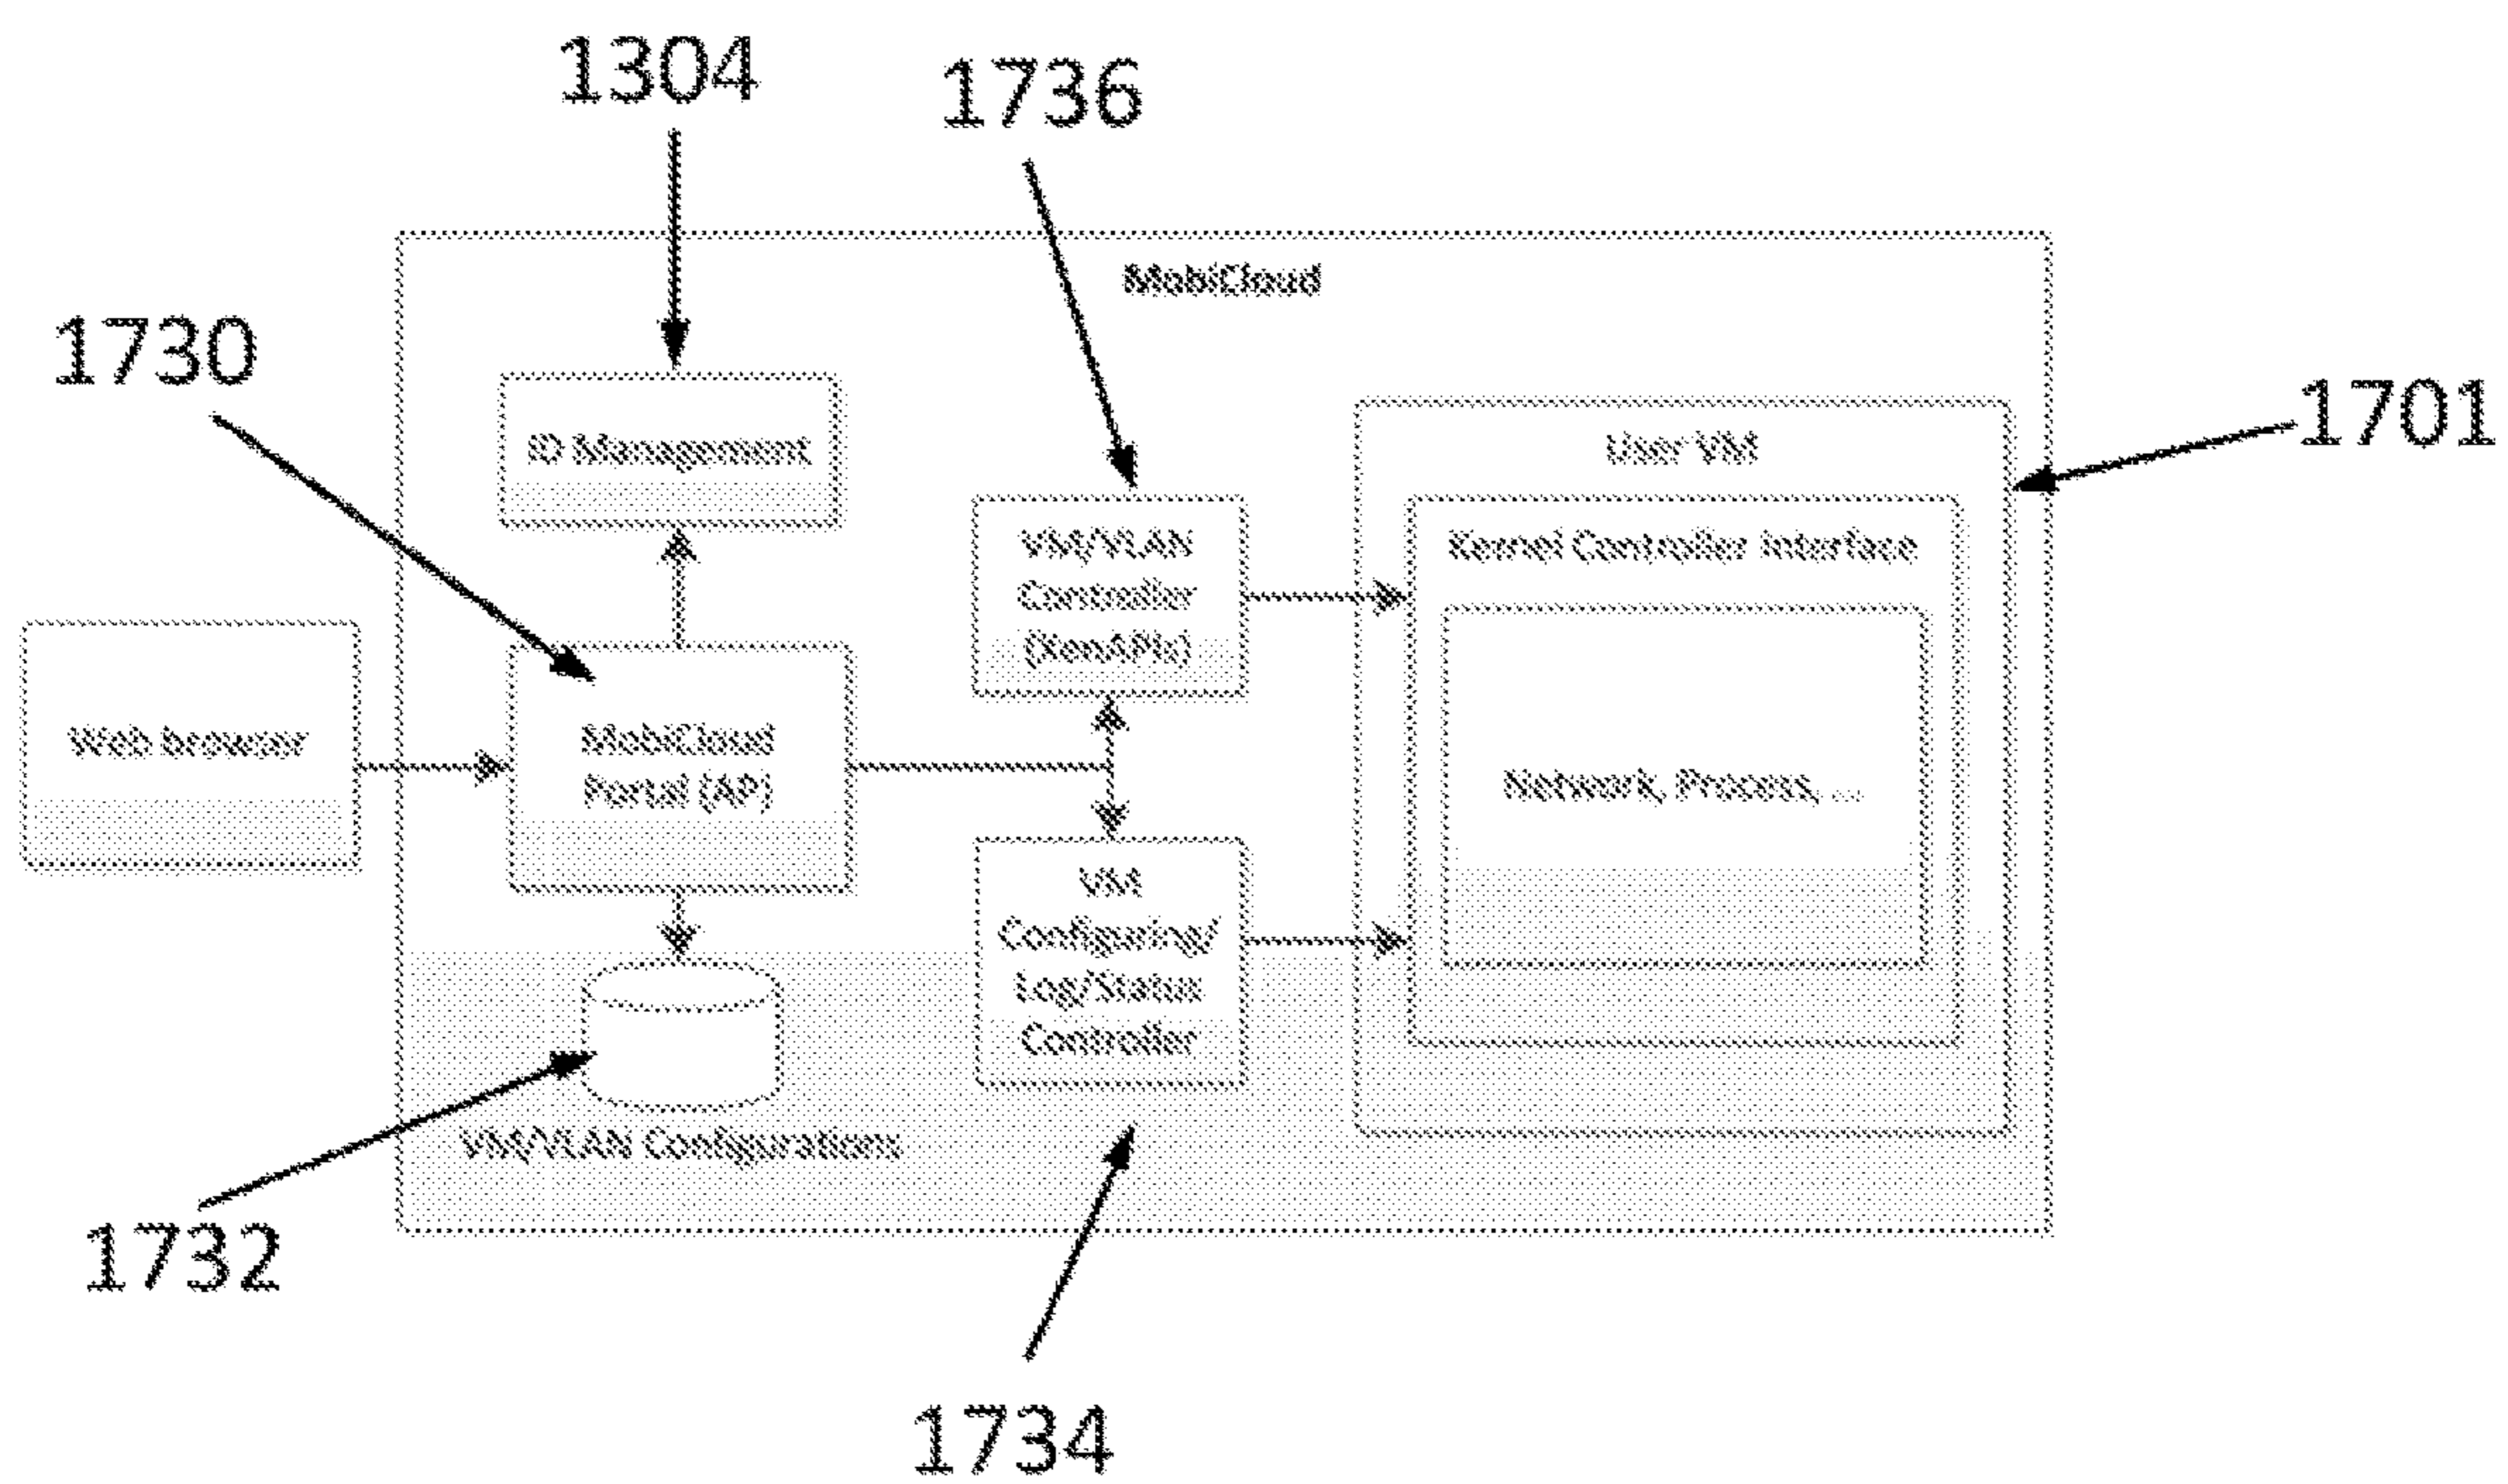 1304
1736
MobiCloud
1730
1701
ID Management
User VM
VM/VLAN
Controller
(XenAPIs)
Kernel Controller Interface
Web browser
MobiCloud
Portal (AP)
Network, Process, ...
VM
Configuring/
Log/Status
Controller
VM/VLAN Configurations
1732
1734